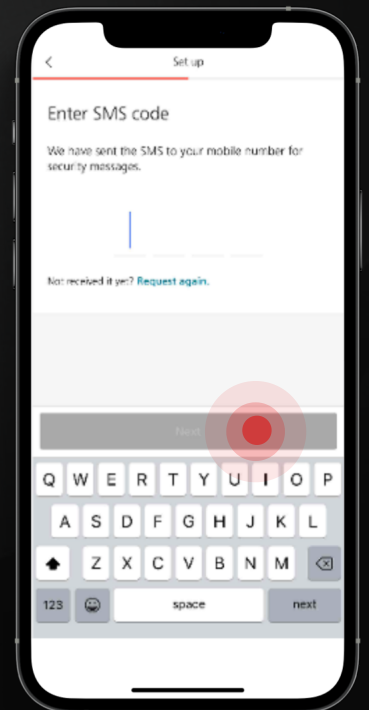 Set up
Enter SMS code
We have sent the SMS to your mobile number for
security messages.
Not received it yet? Request again.
Next
Q W E R T Y U I O P
A S D F G H J K L
Z X C V B N M
123 space next